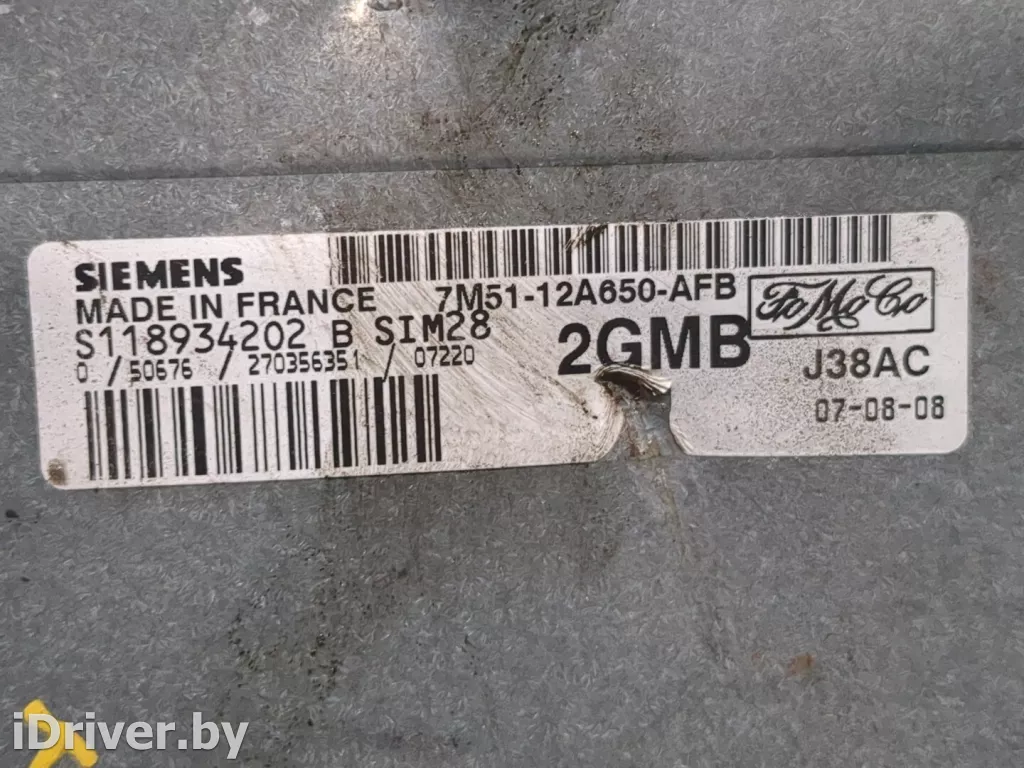 SIEMENS
MADE IN FRANCE 7M51-12A650-AFB FoMoCo
S118934202 B SIM28 2GMB J38AC
0 / 50676 / 270356351 / 07220
07-08-08
iDriver.by